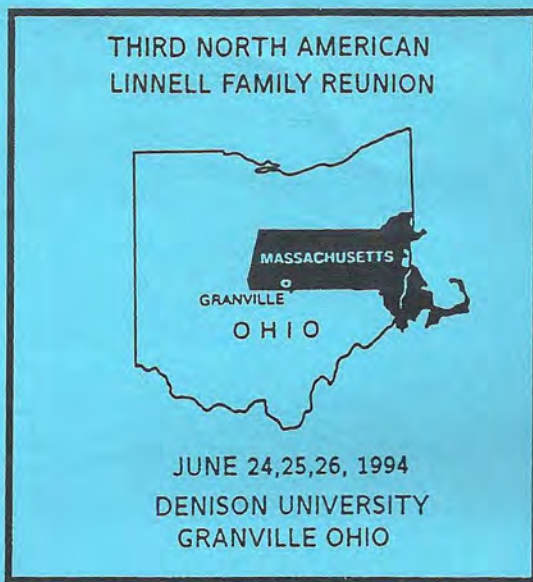 THIRD NORTH AMERICAN
LINNELL FAMILY REUNION
MASSACHUSETTS
GRANVILLE
OHIO
JUNE 24,25,26, 1994
DENISON UNIVERSITY
GRANVILLE OHIO